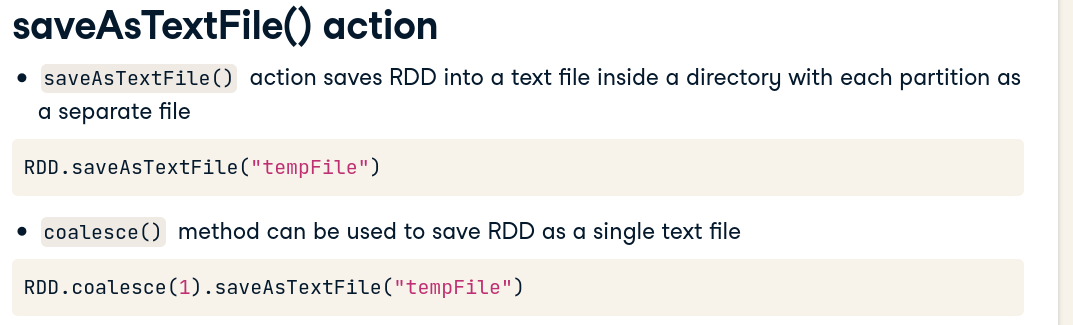 saveAsTextFile() action
• saveAsTextFile() action saves RDD into a text file inside a directory with each partition as
a separate file
RDD.saveAsTextFile("tempFile")
• coalesce() method can be used to save RDD as a single text file
RDD.coalesce(1).saveAsTextFile("tempFile")